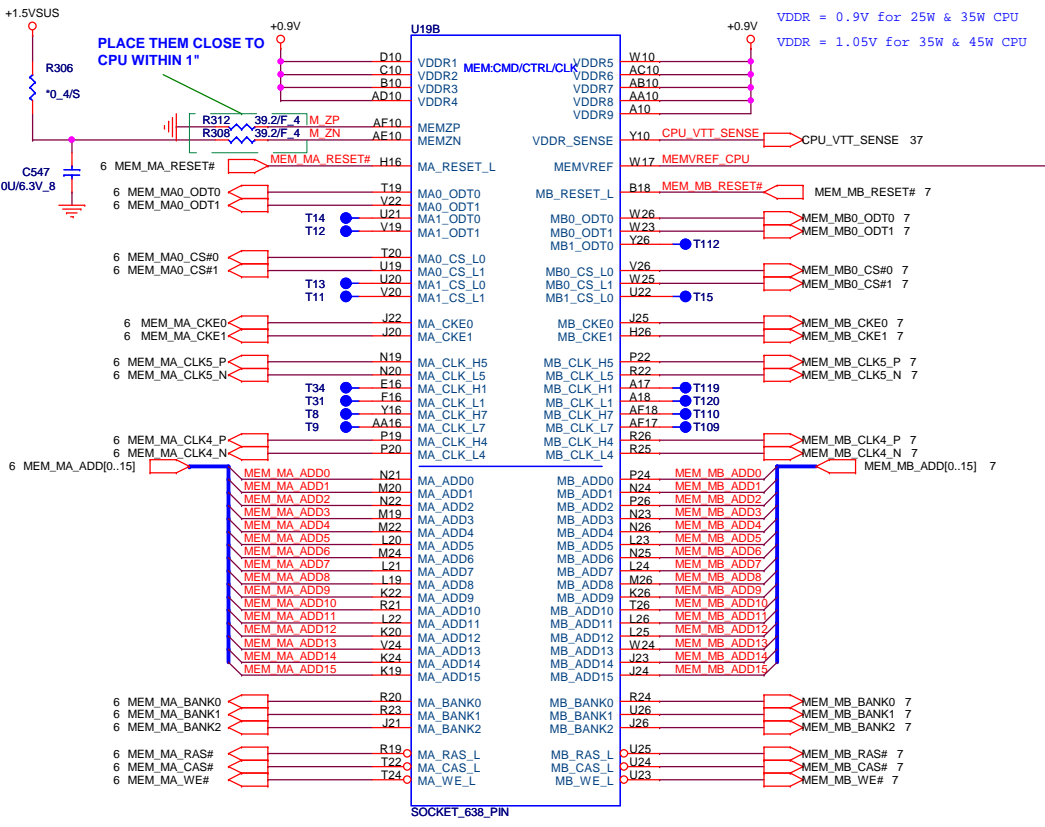 +1.5VSUS
+0.9V
U19B
+0.9V
VDDR = 0.9V for 25W & 35W CPU
VDDR = 1.05V for 35W & 45W CPU
PLACE THEM CLOSE TO
CPU WITHIN 1"
R306
*0_4/S
MEM:CMD/CTRL/CLK
D10 VDDR1 VDDR5 W10
C10 VDDR2 VDDR6 AC10
B10 VDDR3 VDDR7 AB10
AD10 VDDR4 VDDR8 AA10
VDDR9 A10
R312 39.2/F_4 M_ZP AF10 MEMZP
R308 39.2/F_4 M_ZN AE10 MEMZN
VDDR_SENSE Y10 CPU_VTT_SENSE CPU_VTT_SENSE 37
C547
0U/6.3V_8
6 MEM_MA_RESET# MEM_MA_RESET# H16 MA_RESET_L MEMVREF W17 MEMVREF_CPU
6 MEM_MA0_ODT0 T19 MA0_ODT0 MB_RESET_L B18 MEM_MB_RESET# MEM_MB_RESET# 7
6 MEM_MA0_ODT1 V22 MA0_ODT1
T14 U21 MA1_ODT0 MB0_ODT0 W26 MEM_MB0_ODT0 7
T12 V19 MA1_ODT1 MB0_ODT1 W23 MEM_MB0_ODT1 7
MB1_ODT0 Y26 T112
6 MEM_MA0_CS#0 T20 MA0_CS_L0
6 MEM_MA0_CS#1 U19 MA0_CS_L1 MB0_CS_L0 V26 MEM_MB0_CS#0 7
T13 U20 MA1_CS_L0 MB0_CS_L1 W25 MEM_MB0_CS#1 7
T11 V20 MA1_CS_L1 MB1_CS_L0 U22 T15
6 MEM_MA_CKE0 J22 MA_CKE0 MB_CKE0 J25 MEM_MB_CKE0 7
6 MEM_MA_CKE1 J20 MA_CKE1 MB_CKE1 H26 MEM_MB_CKE1 7
6 MEM_MA_CLK5_P N19 MA_CLK_H5 MB_CLK_H5 P22 MEM_MB_CLK5_P 7
6 MEM_MA_CLK5_N N20 MA_CLK_L5 MB_CLK_L5 R22 MEM_MB_CLK5_N 7
T34 E16 MA_CLK_H1 MB_CLK_H1 A17 T119
T31 F16 MA_CLK_L1 MB_CLK_L1 A18 T120
T8 Y16 MA_CLK_H7 MB_CLK_H7 AF18 T110
T9 AA16 MA_CLK_L7 MB_CLK_L7 AF17 T109
6 MEM_MA_CLK4_P P19 MA_CLK_H4 MB_CLK_H4 R26 MEM_MB_CLK4_P 7
6 MEM_MA_CLK4_N P20 MA_CLK_L4 MB_CLK_L4 R25 MEM_MB_CLK4_N 7
6 MEM_MA_ADD[0..15] MEM_MB_ADD[0..15] 7
MEM_MA_ADD0 N21 MA_ADD0 MB_ADD0 P24 MEM_MB_ADD0
MEM_MA_ADD1 M20 MA_ADD1 MB_ADD1 N24 MEM_MB_ADD1
MEM_MA_ADD2 N22 MA_ADD2 MB_ADD2 P26 MEM_MB_ADD2
MEM_MA_ADD3 M19 MA_ADD3 MB_ADD3 N23 MEM_MB_ADD3
MEM_MA_ADD4 M22 MA_ADD4 MB_ADD4 N26 MEM_MB_ADD4
MEM_MA_ADD5 L20 MA_ADD5 MB_ADD5 L23 MEM_MB_ADD5
MEM_MA_ADD6 M24 MA_ADD6 MB_ADD6 N25 MEM_MB_ADD6
MEM_MA_ADD7 L21 MA_ADD7 MB_ADD7 L24 MEM_MB_ADD7
MEM_MA_ADD8 L19 MA_ADD8 MB_ADD8 M26 MEM_MB_ADD8
MEM_MA_ADD9 K22 MA_ADD9 MB_ADD9 K26 MEM_MB_ADD9
MEM_MA_ADD10 R21 MA_ADD10 MB_ADD10 T26 MEM_MB_ADD10
MEM_MA_ADD11 L22 MA_ADD11 MB_ADD11 L26 MEM_MB_ADD11
MEM_MA_ADD12 K20 MA_ADD12 MB_ADD12 L25 MEM_MB_ADD12
MEM_MA_ADD13 V24 MA_ADD13 MB_ADD13 W24 MEM_MB_ADD13
MEM_MA_ADD14 K24 MA_ADD14 MB_ADD14 J23 MEM_MB_ADD14
MEM_MA_ADD15 K19 MA_ADD15 MB_ADD15 J24 MEM_MB_ADD15
6 MEM_MA_BANK0 R20 MA_BANK0 MB_BANK0 R24 MEM_MB_BANK0 7
6 MEM_MA_BANK1 R23 MA_BANK1 MB_BANK1 U26 MEM_MB_BANK1 7
6 MEM_MA_BANK2 J21 MA_BANK2 MB_BANK2 J26 MEM_MB_BANK2 7
6 MEM_MA_RAS# R19 MA_RAS_L MB_RAS_L U25 MEM_MB_RAS# 7
6 MEM_MA_CAS# T22 MA_CAS_L MB_CAS_L U24 MEM_MB_CAS# 7
6 MEM_MA_WE# T24 MA_WE_L MB_WE_L U23 MEM_MB_WE# 7
SOCKET_638_PIN